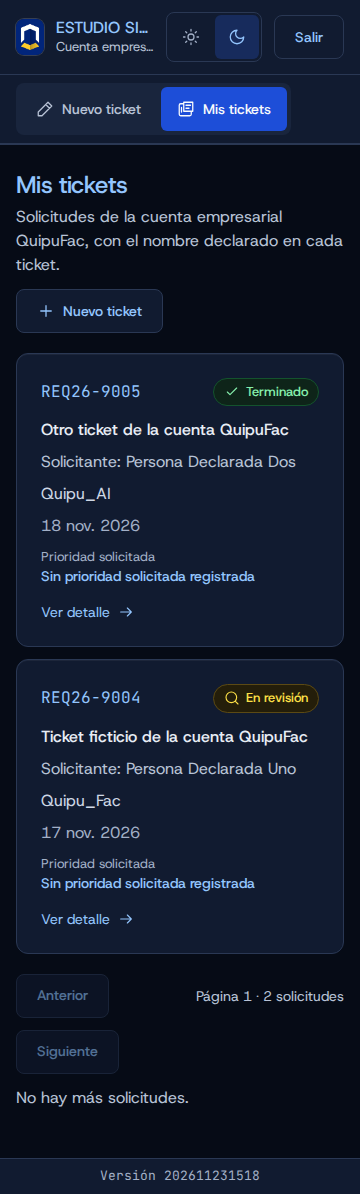 ESTUDIO SI...
Cuenta empres...
Salir
Nuevo ticket
Mis tickets
Mis tickets
Solicitudes de la cuenta empresarial
QuipuFac, con el nombre declarado en cada
ticket.
Nuevo ticket
REQ26-9005
Terminado
Otro ticket de la cuenta QuipuFac
Solicitante: Persona Declarada Dos
Quipu_AI
18 nov. 2026
Prioridad solicitada
Sin prioridad solicitada registrada
Ver detalle
REQ26-9004
En revisión
Ticket ficticio de la cuenta QuipuFac
Solicitante: Persona Declarada Uno
Quipu_Fac
17 nov. 2026
Prioridad solicitada
Sin prioridad solicitada registrada
Ver detalle
Anterior
Página 1 · 2 solicitudes
Siguiente
No hay más solicitudes.
Versión 202611231518